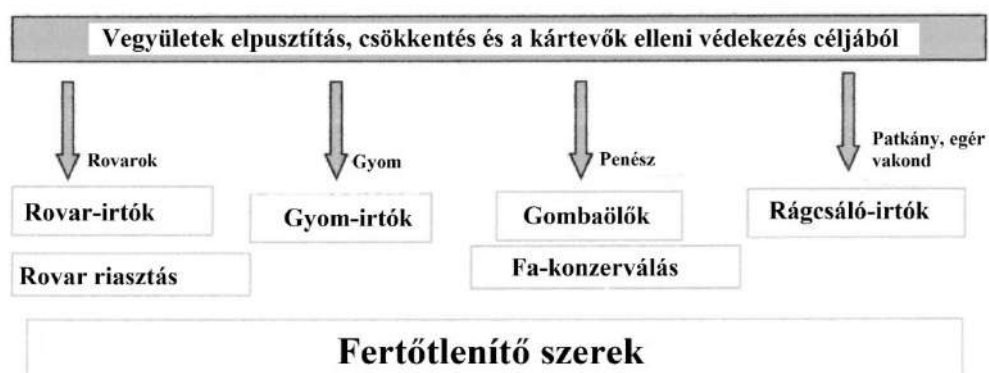 Vegyületek elpusztítás, csökkentés és a kártevők elleni védekezés céljából
Rovarok
Gyom
Penész
Patkány, egér
vakond
Rovar-irtók
Gyom-irtók
Gombaölők
Rágcsáló-irtók
Rovar riasztás
Fa-konzerválás
Fertőtlenítő szerek